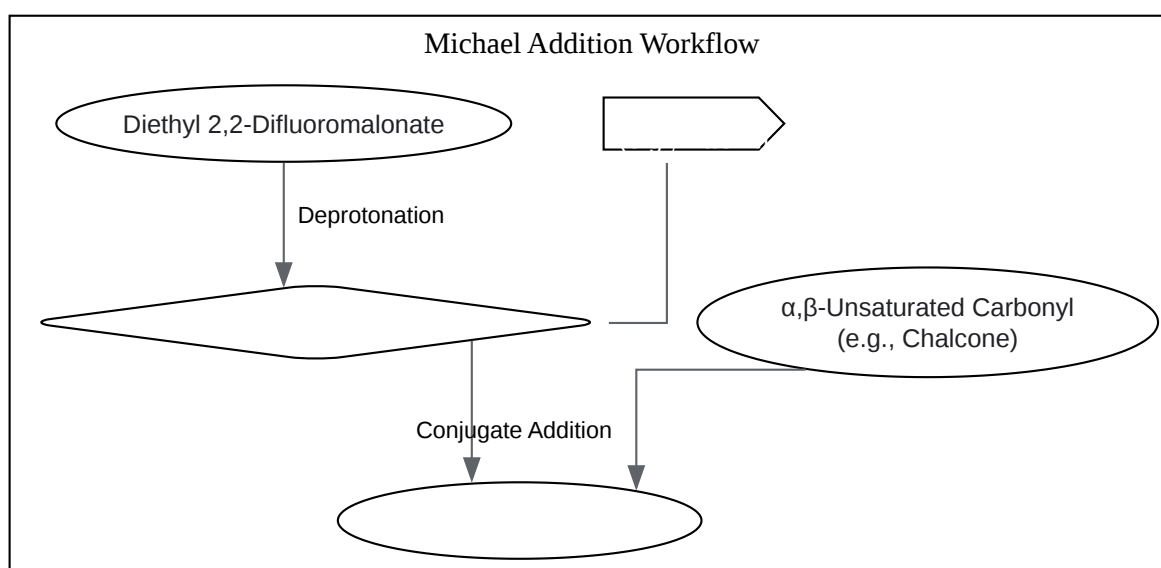 Michael Addition Workflow
Diethyl 2,2-Difluoromalonate
Deprotonation
α,β-Unsaturated Carbonyl
(e.g., Chalcone)
Conjugate Addition